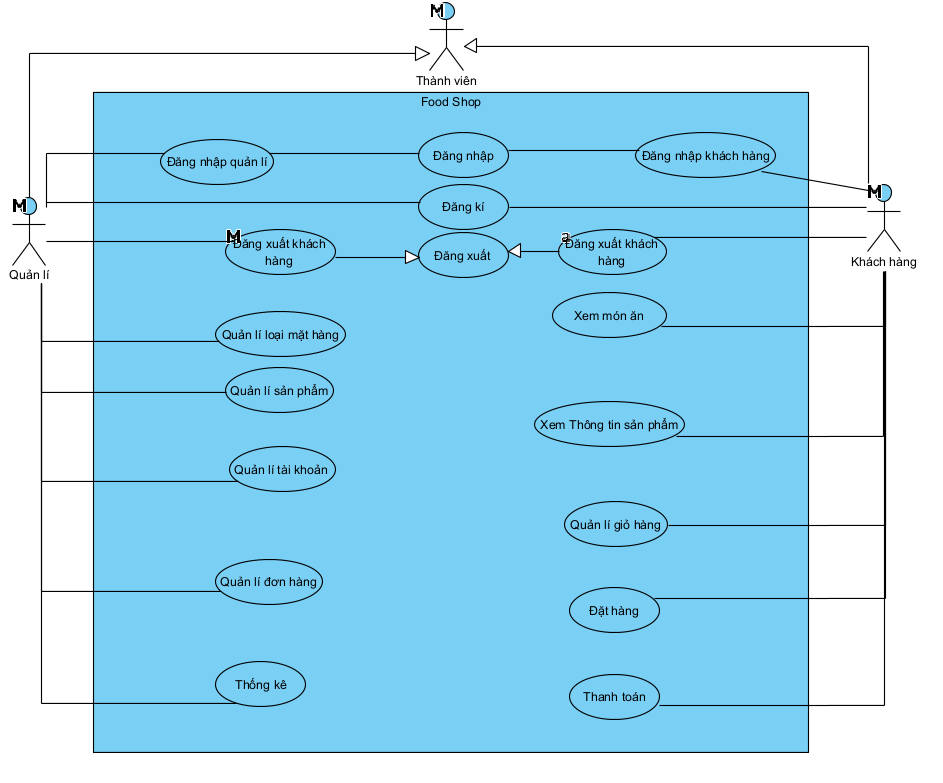 M
Thành viên
Food Shop
Đăng nhập quản lí
Đăng nhập
Đăng nhập khách hàng
M
Quản lí
M
Khách hàng
Đăng kí
M
Đăng xuất khách
hàng
Đăng xuất
a
Đăng xuất khách
hàng
Xem món ăn
Quản lí loại mặt hàng
Quản lí sản phẩm
Xem Thông tin sản phẩm
Quản lí tài khoản
Quản lí giỏ hàng
Quản lí đơn hàng
Đặt hàng
Thống kê
Thanh toán